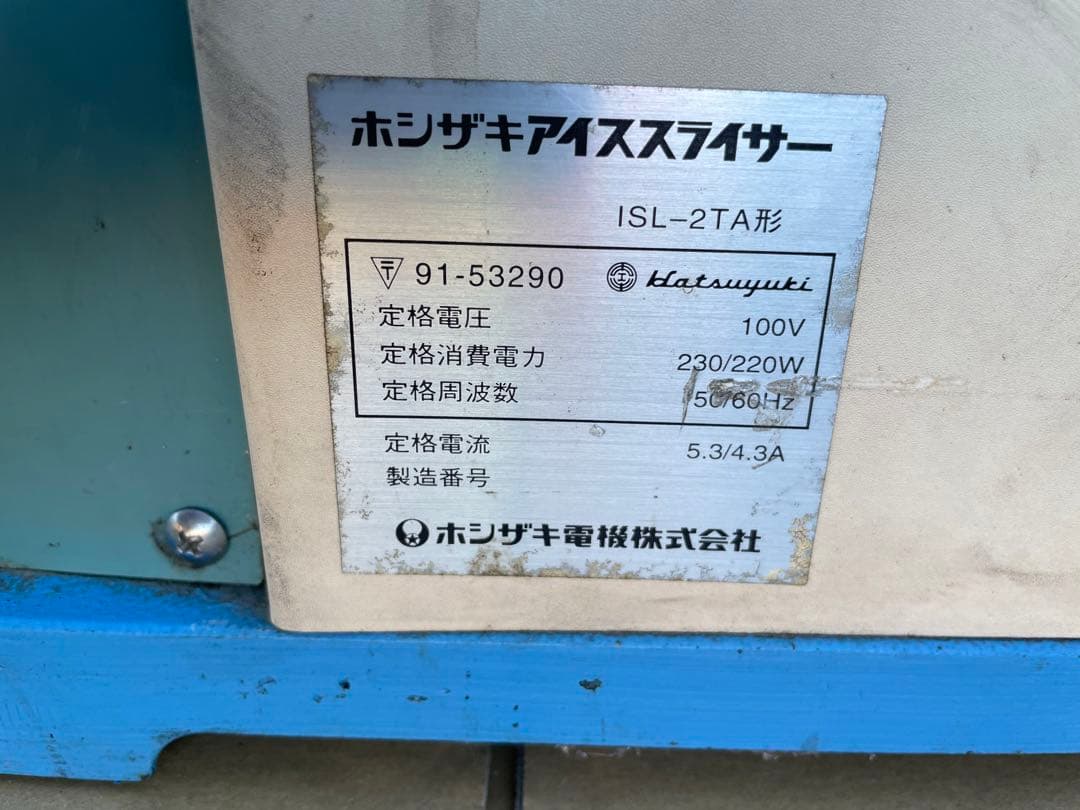 ホシザキアイススライサー
ISL-2TA形
〒 91-53290 Hatsuyuki
定格電圧 100V
定格消費電力 230/220W
定格周波数 50/60Hz
定格電流 5.3/4.3A
製造番号
ホシザキ電機株式会社